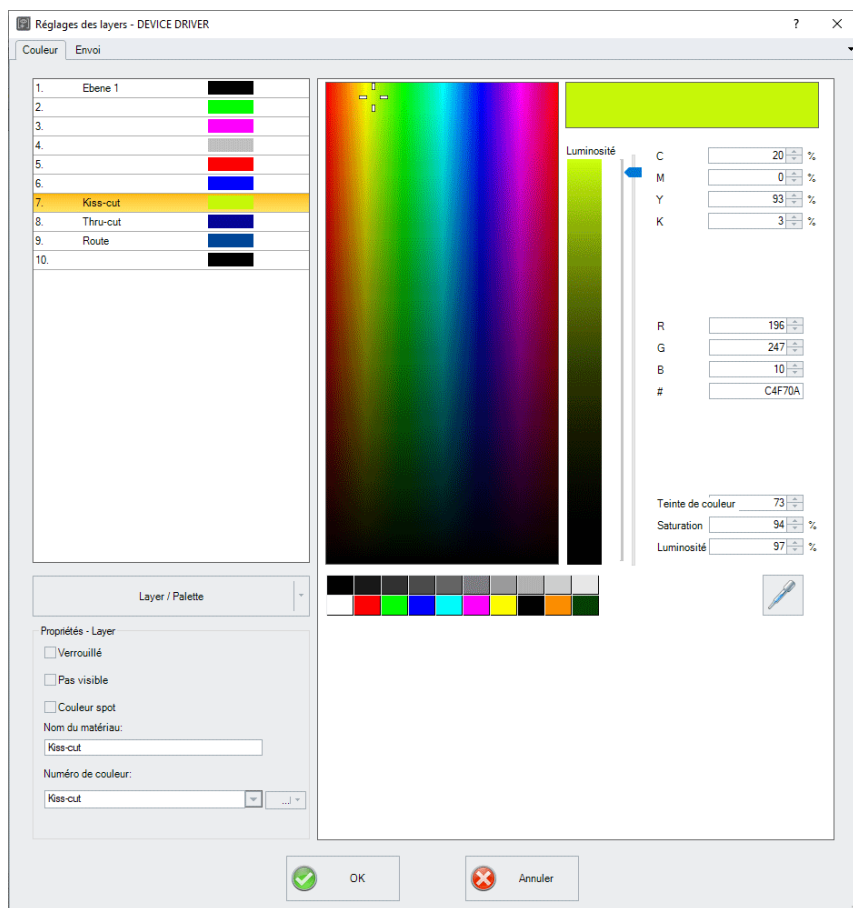 Réglages des layers - DEVICE DRIVER ?
Couleur Envoi
1. Ebene 1
2.
3.
4.
5.
6.
7. Kiss-cut
8. Thru-cut
9. Route
10.
Luminosité
C 20 %
M 0 %
Y 93 %
K 3 %
R 196
G 247
B 10
# C4F70A
Teinte de couleur 73
Saturation 94 %
Luminosité 97 %
Layer / Palette
Propriétés - Layer
Verrouillé
Pas visible
Couleur spot
Nom du matériau:
Kiss-cut
Numéro de couleur:
Kiss-cut ...
OK Annuler